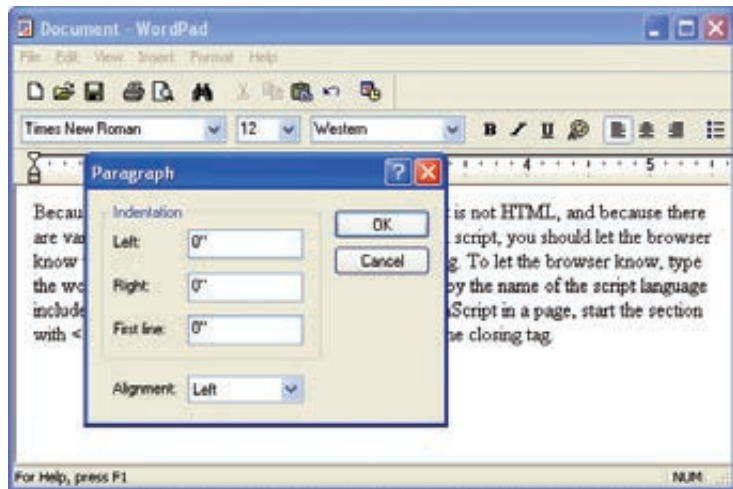 Document - WordPad
File Edit View Insert Format Help
Times New Roman 12 Western B / U
4 5
Paragraph ? X
Indentation
Left: 0"
Right: 0"
First line: 0"
Alignment: Left
OK
Cancel
Becau is not HTML, and because there
are va script, you should let the browser
know g. To let the browser know, type
the wo by the name of the script language
include aScript in a page, start the section
with < he closing tag.
For Help, press F1 NUM